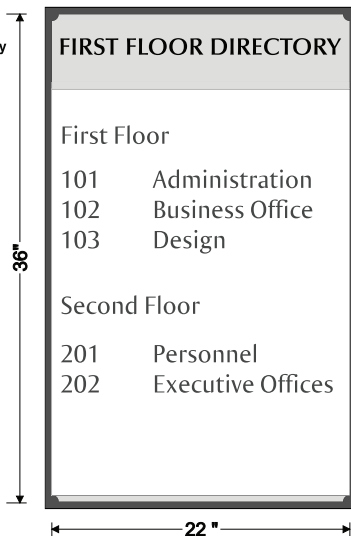 y
FIRST FLOOR DIRECTORY
First Floor
101 Administration
102 Business Office
103 Design
Second Floor
201 Personnel
202 Executive Offices
36"
22 "